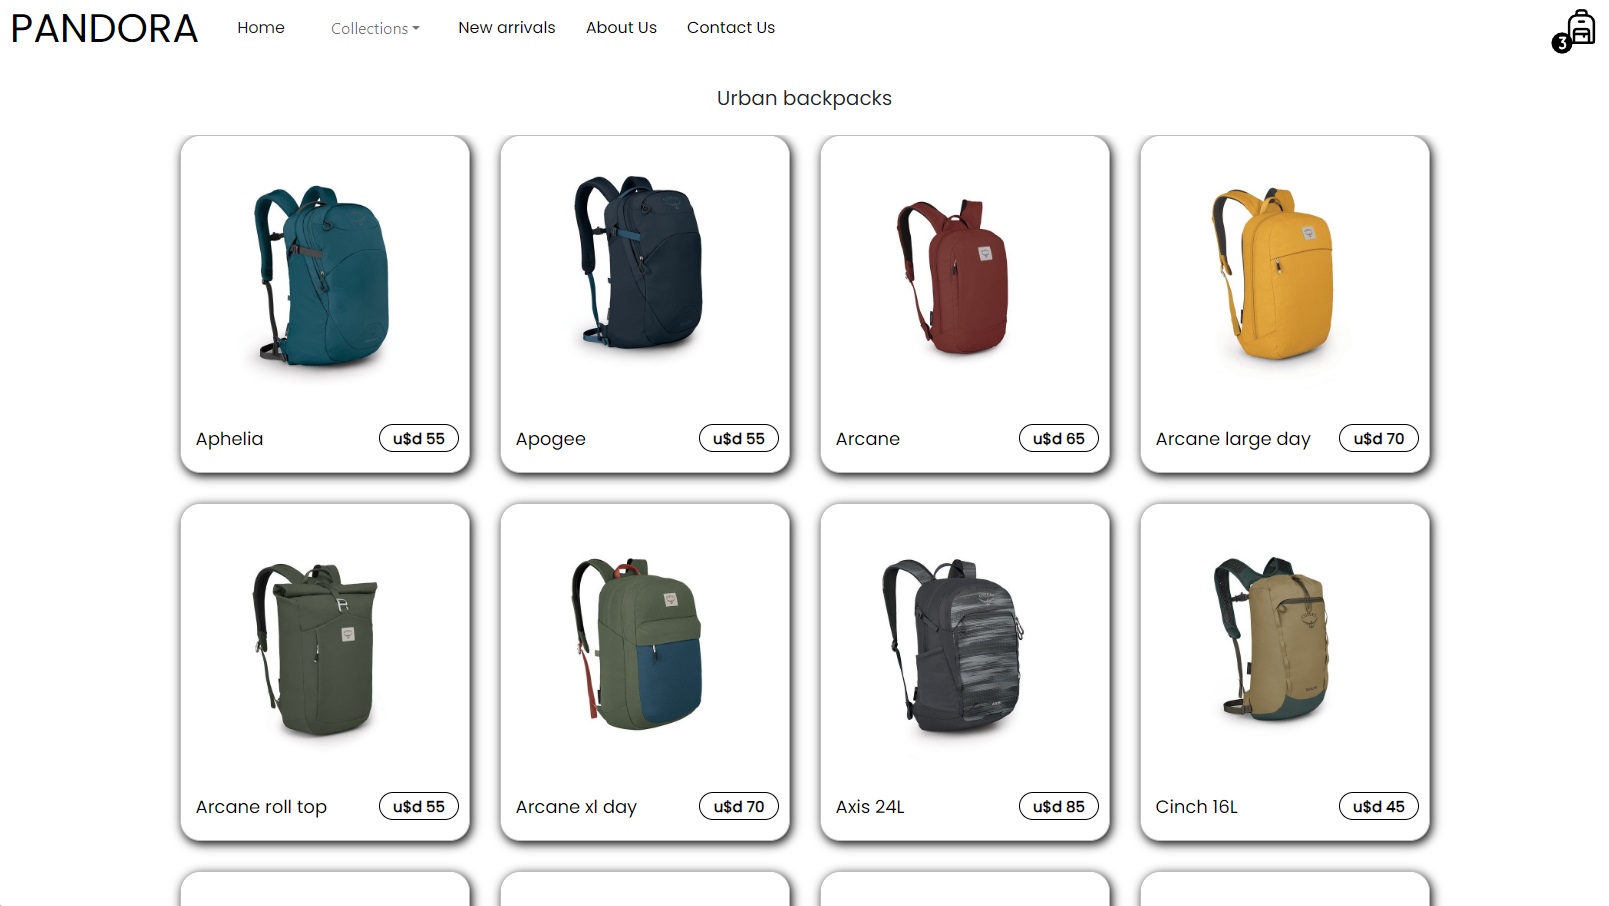 PANDORA Home Collections New arrivals About Us Contact Us
3
Urban backpacks
Aphelia u$d 55 Apogee u$d 55 Arcane u$d 65 Arcane large day u$d 70
Arcane roll top u$d 55 Arcane xl day u$d 70 Axis 24L u$d 85 Cinch 16L u$d 45